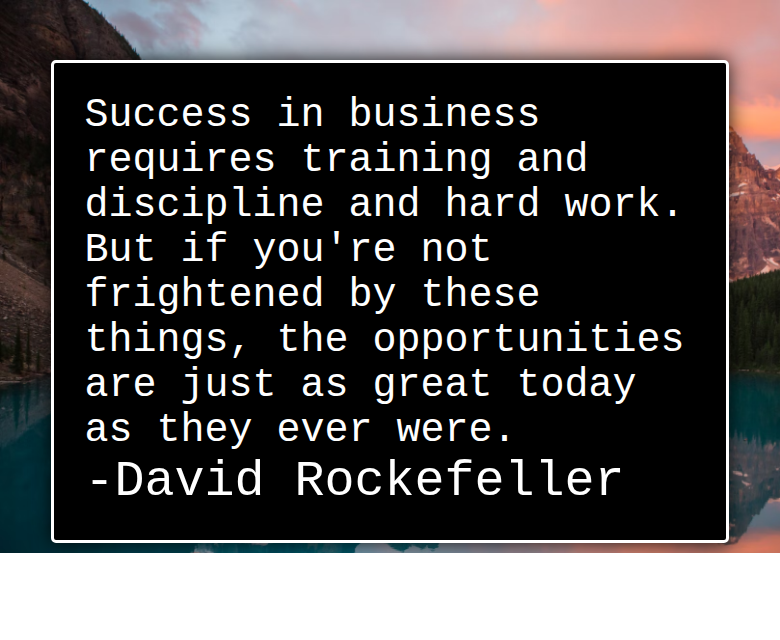 Success in business
requires training and
discipline and hard work.
But if you're not
frightened by these
things, the opportunities
are just as great today
as they ever were.
-David Rockefeller